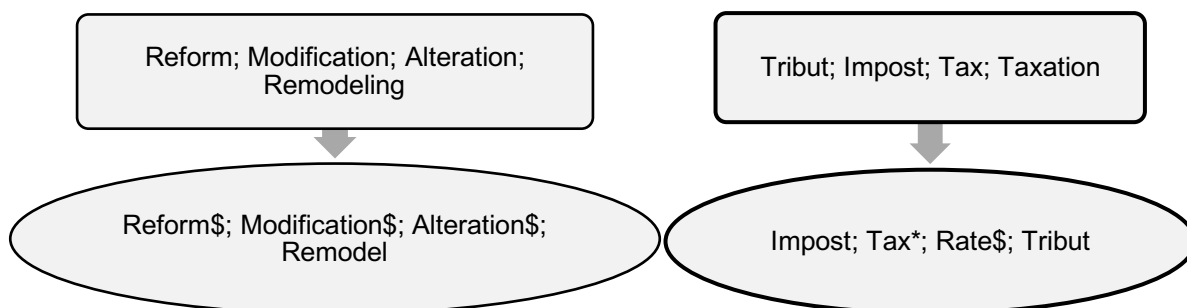 Reform; Modification; Alteration;
Remodeling
Tribut; Impost; Tax; Taxation
Reform$; Modification$; Alteration$;
Remodel
Impost; Tax*; Rate$; Tribut